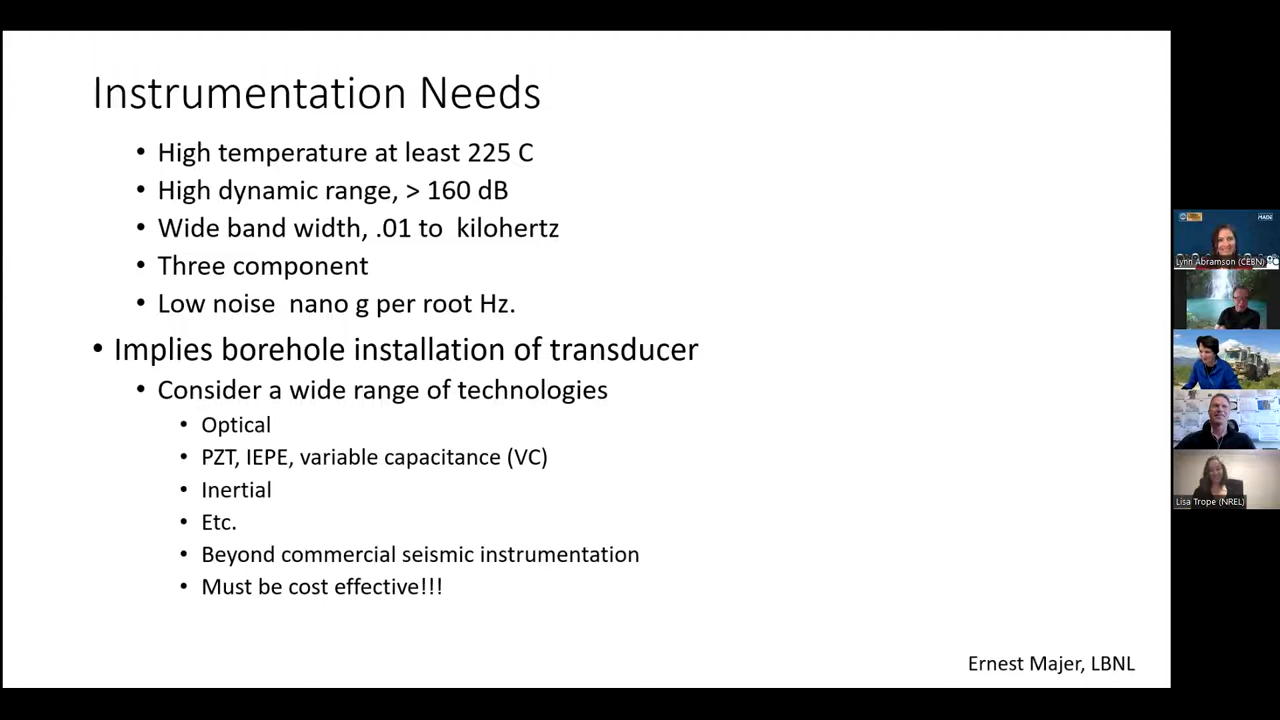 Instrumentation Needs
• High temperature at least 225 C
• High dynamic range, > 160 dB
• Wide band width, .01 to  kilohertz
• Three component
• Low noise  nano g per root Hz.
• Implies borehole installation of transducer
• Consider a wide range of technologies
• Optical
• PZT, IEPE, variable capacitance (VC)
• Inertial
• Etc.
• Beyond commercial seismic instrumentation
• Must be cost effective!!!
Ernest Majer, LBNL
MADE
Lynn Abramson (CEBN)
Lisa Trope (NREL)